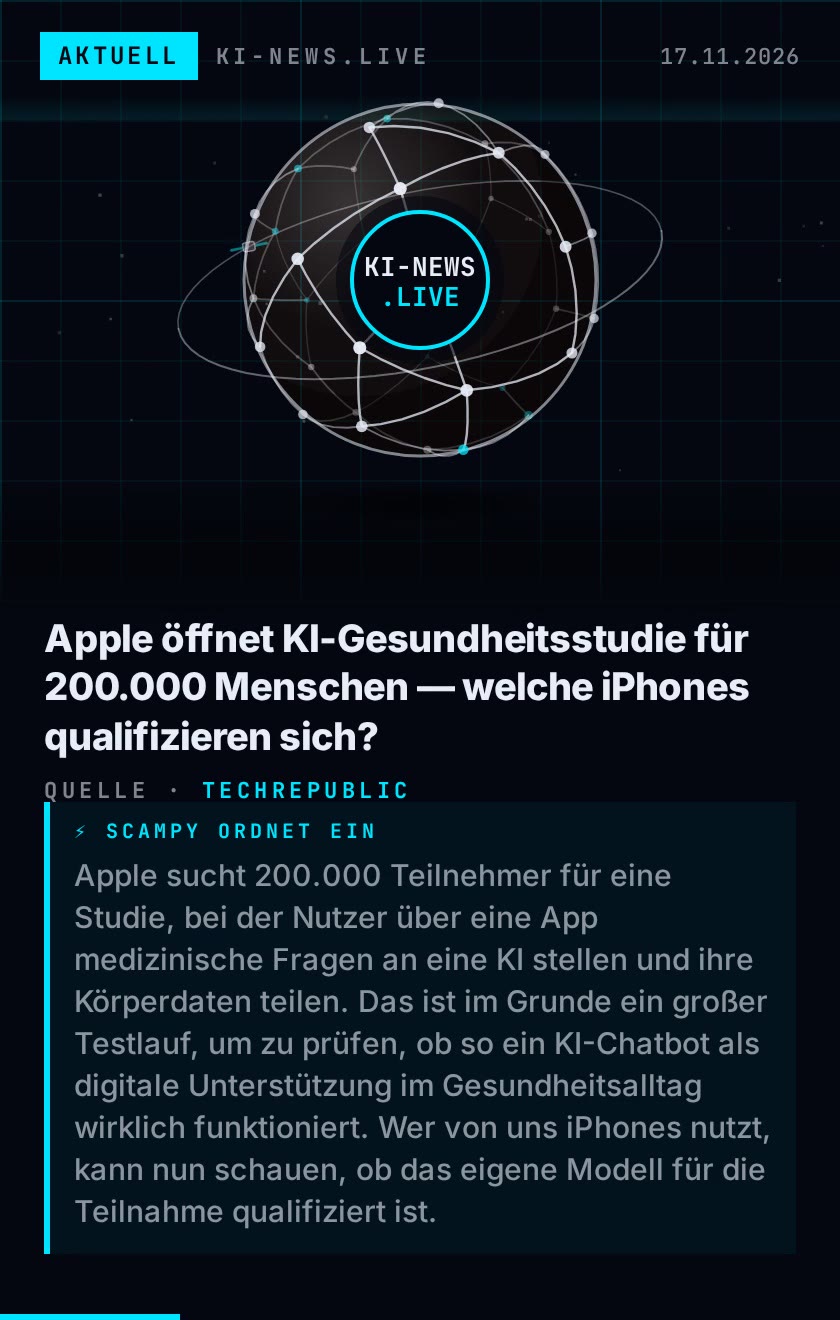 AKTUELL KI-NEWS.LIVE 17.11.2026
KI-NEWS
.LIVE
Apple öffnet KI-Gesundheitsstudie für
200.000 Menschen — welche iPhones
qualifizieren sich?
QUELLE · TECHREPUBLIC
⚡ SCAMPY ORDNET EIN
Apple sucht 200.000 Teilnehmer für eine
Studie, bei der Nutzer über eine App
medizinische Fragen an eine KI stellen und ihre
Körperdaten teilen. Das ist im Grunde ein großer
Testlauf, um zu prüfen, ob so ein KI-Chatbot als
digitale Unterstützung im Gesundheitsalltag
wirklich funktioniert. Wer von uns iPhones nutzt,
kann nun schauen, ob das eigene Modell für die
Teilnahme qualifiziert ist.